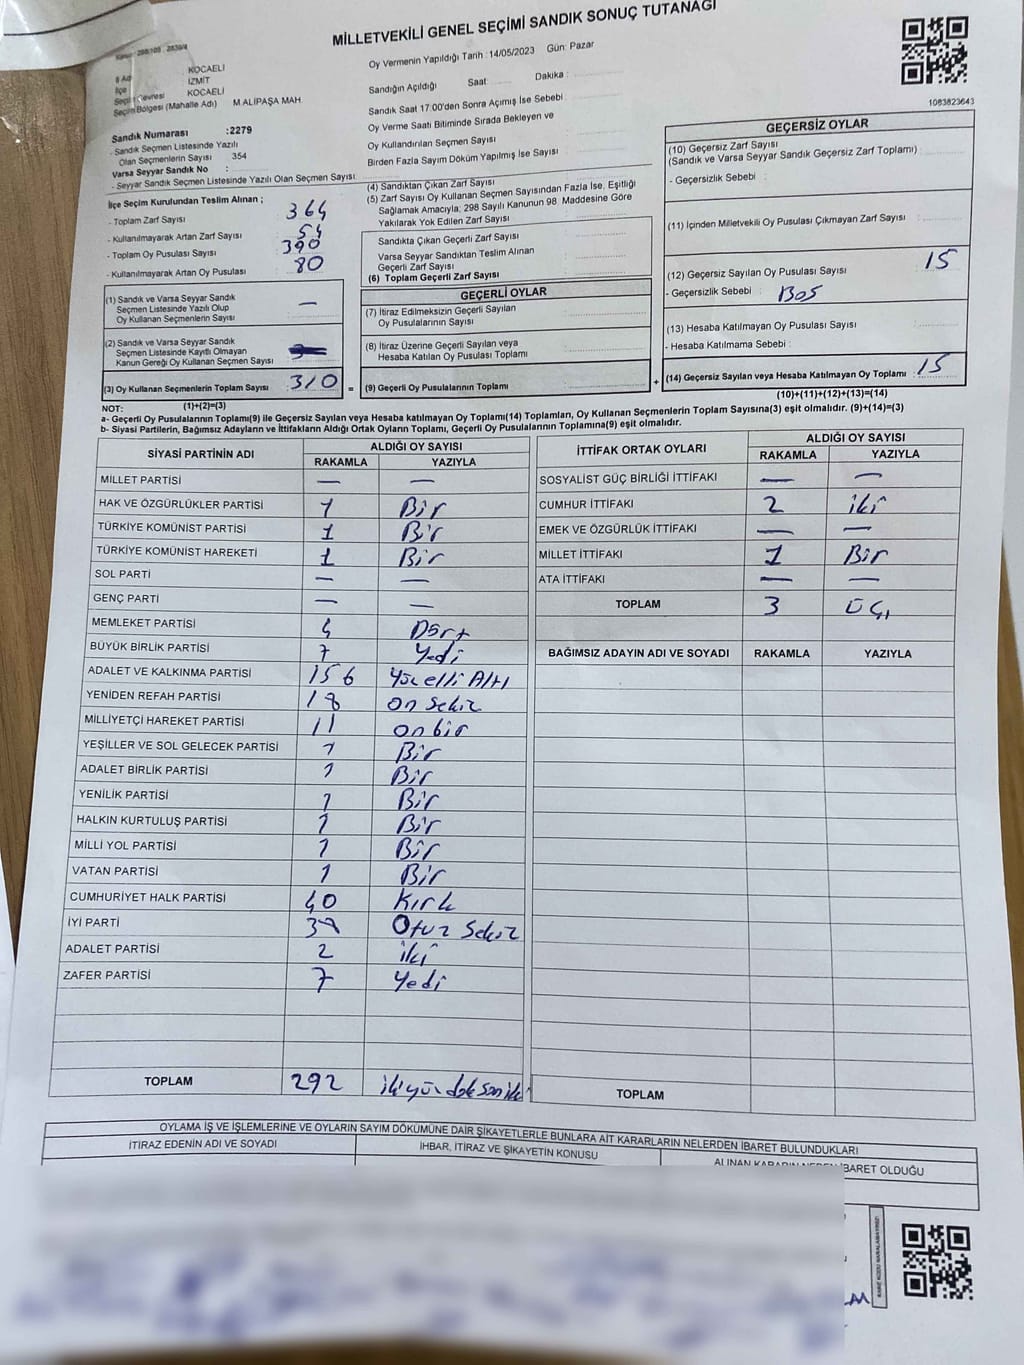 MİLLETVEKİLİ GENEL SEÇİMİ SANDIK SONUÇ TUTANAĞI
İl Adı : KOCAELİ
İlçe : İZMİT
Seçim Çevresi : KOCAELİ
Seçim Bölgesi (Mahalle Adı) M.ALİPAŞA MAH
Sandık Numarası :2279
- Sandık Seçmen Listesinde Yazılı
Olan Seçmenlerin Sayısı 354
Varsa Seyyar Sandık No :
- Seyyar Sandık Seçmen Listesinde Yazılı Olan Seçmen Sayısı:
Oy Vermenin Yapıldığı Tarih :14/05/2023 Gün: Pazar
Sandığın Açıldığı Saat: Dakika :
Sandık Saat 17:00'den Sonra Açımış İse Sebebi :
Oy Verme Saati Bitiminde Sırada Bekleyen ve
Oy Kullandırılan Seçmen Sayısı
Birden Fazla Sayım Döküm Yapılmış İse Sayısı :
1083823643
İlçe Seçim Kurulundan Teslim Alınan ;
- Toplam Zarf Sayısı 364
- Kullanılmayarak Artan Zarf Sayısı 54
- Toplam Oy Pusulası Sayısı 390
- Kullanılmayarak Artan Oy Pusulası 80
(1) Sandık ve Varsa Seyyar Sandık
Seçmen Listesinde Yazılı Olup
Oy Kullanan Seçmenlerin Sayısı —
(2) Sandık ve Varsa Seyyar Sandık
Seçmen Listesinde Kayıtlı Olmayan
Kanun Gereği Oy Kullanan Seçmen Sayısı
(3) Oy Kullanan Seçmenlerin Toplam Sayısı 310 =
(1)+(2)=(3)
(4) Sandıktan Çıkan Zarf Sayısı
(5) Zarf Sayısı Oy Kullanan Seçmen Sayısından Fazla İse, Eşitliği
Sağlamak Amacıyla; 298 Sayılı Kanunun 98. Maddesine Göre
Yakılarak Yok Edilen Zarf Sayısı
Sandıkta Çıkan Geçerli Zarf Sayısı
Varsa Seyyar Sandıktan Teslim Alınan
Geçerli Zarf Sayısı
(6) Toplam Geçerli Zarf Sayısı
GEÇERLİ OYLAR
(7) İtiraz Edilmeksizin Geçerli Sayılan
Oy Pusulalarının Sayısı
(8) İtiraz Üzerine Geçerli Sayılan veya
Hesaba Katılan Oy Pusulası Toplamı
(9) Geçerli Oy Pusulalarının Toplamı +
GEÇERSİZ OYLAR
(10) Geçersiz Zarf Sayısı
(Sandık ve Varsa Seyyar Sandık Geçersiz Zarf Toplamı) :
- Geçersizlik Sebebi :
(11) İçinden Milletvekili Oy Pusulası Çıkmayan Zarf Sayısı
(12) Geçersiz Sayılan Oy Pusulası Sayısı 15
- Geçersizlik Sebebi : Boş
(13) Hesaba Katılmayan Oy Pusulası Sayısı
- Hesaba Katılmama Sebebi :
(14) Geçersiz Sayılan veya Hesaba Katılmayan Oy Toplamı : 15
(10)+(11)+(12)+(13)=(14)
NOT:
a- Geçerli Oy Pusulalarının Toplamı(9) ile Geçersiz Sayılan veya Hesaba katılmayan Oy Toplamı(14) Toplamları, Oy Kullanan Seçmenlerin Toplam Sayısına(3) eşit olmalıdır. (9)+(14)=(3)
b- Siyasi Partilerin, Bağımsız Adayların ve İttifakların Aldığı Ortak Oyların Toplamı, Geçerli Oy Pusulalarının Toplamına(9) eşit olmalıdır.
SİYASİ PARTİNİN ADI ALDIĞI OY SAYISI
RAKAMLA YAZIYLA
MİLLET PARTİSİ — —
HAK VE ÖZGÜRLÜKLER PARTİSİ 1 Bir
TÜRKİYE KOMÜNİST PARTİSİ 1 Bir
TÜRKİYE KOMÜNİST HAREKETİ 1 Bir
SOL PARTİ — —
GENÇ PARTİ — —
MEMLEKET PARTİSİ 4 Dört
BÜYÜK BİRLİK PARTİSİ 7 Yedi
ADALET VE KALKINMA PARTİSİ 156 Yüzelli Altı
YENİDEN REFAH PARTİSİ 18 on sekiz
MİLLİYETÇİ HAREKET PARTİSİ 11 onbir
YEŞİLLER VE SOL GELECEK PARTİSİ 1 Bir
ADALET BİRLİK PARTİSİ 1 Bir
YENİLİK PARTİSİ 1 Bir
HALKIN KURTULUŞ PARTİSİ 1 Bir
MİLLİ YOL PARTİSİ 1 Bir
VATAN PARTİSİ 1 Bir
CUMHURİYET HALK PARTİSİ 40 Kırk
İYİ PARTİ 38 Otuz Sekiz
ADALET PARTİSİ 2 iki
ZAFER PARTİSİ 7 Yedi
TOPLAM 292 ikiyüz doksan iki
İTTİFAK ORTAK OYLARI ALDIĞI OY SAYISI
RAKAMLA YAZIYLA
SOSYALİST GÜÇ BİRLİĞİ İTTİFAKI — —
CUMHUR İTTİFAKI 2 iki
EMEK VE ÖZGÜRLÜK İTTİFAKI — —
MİLLET İTTİFAKI 1 Bir
ATA İTTİFAKI — —
TOPLAM 3 üç
BAĞIMSIZ ADAYIN ADI VE SOYADI RAKAMLA YAZIYLA
TOPLAM
OYLAMA İŞ VE İŞLEMLERİNE VE OYLARIN SAYIM DÖKÜMÜNE DAİR ŞİKAYETLERLE BUNLARA AİT KARARLARIN NELERDEN İBARET BULUNDUKLARI
İTİRAZ EDENİN ADI VE SOYADI İHBAR, İTİRAZ VE ŞİKAYETİN KONUSU ALINAN KARARIN NEDEN İBARET OLDUĞU